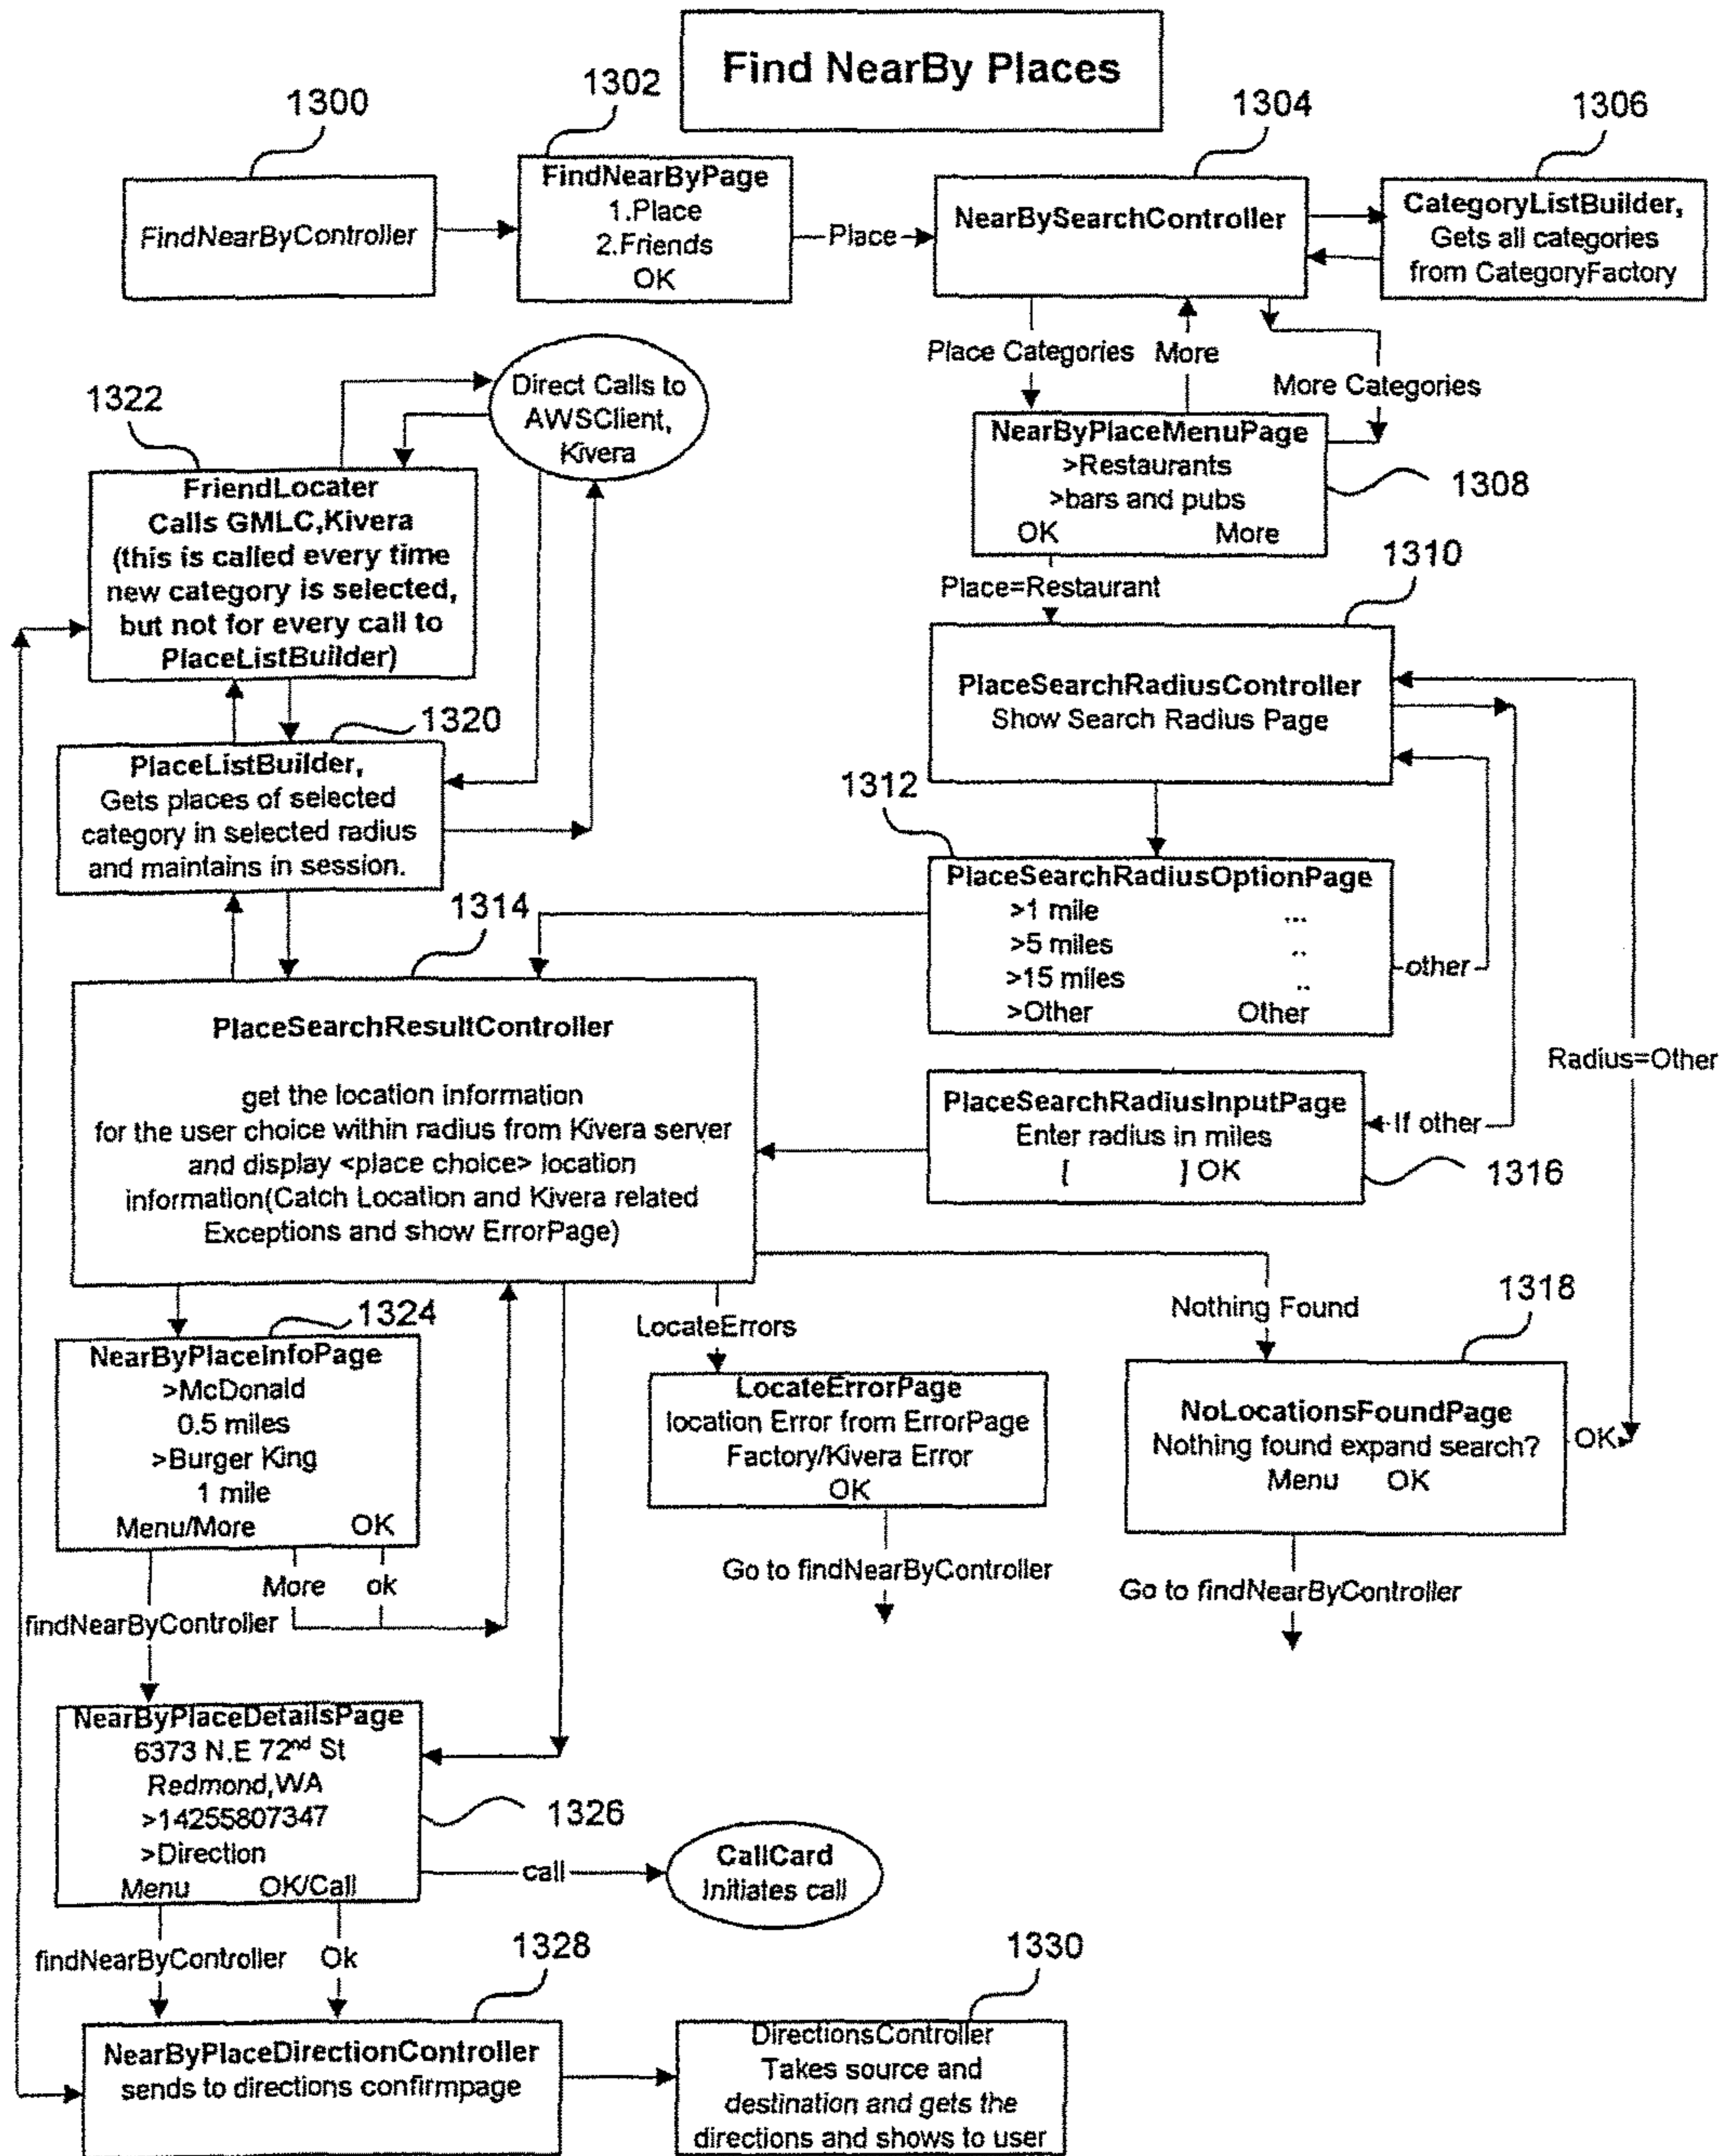 Find NearBy Places
1300
1302
1304
1306
FindNearByController
FindNearByPage
1.Place
2.Friends
OK
Place
NearBySearchController
CategoryListBuilder,
Gets all categories
from CategoryFactory
Place Categories
More
More Categories
NearByPlaceMenuPage
>Restaurants
>bars and pubs
OK More
1308
Place=Restaurant
1310
PlaceSearchRadiusController
Show Search Radius Page
1312
PlaceSearchRadiusOptionPage
>1 mile ...
>5 miles ..
>15 miles ..
>Other Other
other
Radius=Other
PlaceSearchRadiusInputPage
Enter radius in miles
[ ] OK
If other
1316
Direct Calls to
AWSClient,
Kivera
1322
FriendLocater
Calls GMLC,Kivera
(this is called every time
new category is selected,
but not for every call to
PlaceListBuilder)
1320
PlaceListBuilder,
Gets places of selected
category in selected radius
and maintains in session.
1314
PlaceSearchResultController
get the location information
for the user choice within radius from Kivera server
and display <place choice> location
information(Catch Location and Kivera related
Exceptions and show ErrorPage)
1324
NearByPlaceInfoPage
>McDonald
0.5 miles
>Burger King
1 mile
Menu/More OK
More ok
findNearByController
LocateErrors
LocateErrorPage
location Error from ErrorPage
Factory/Kivera Error
OK
Go to findNearByController
Nothing Found
1318
NoLocationsFoundPage
Nothing found expand search?
Menu OK
OK
Go to findNearByController
NearByPlaceDetailsPage
6373 N.E 72nd St
Redmond,WA
>14255807347
>Direction
Menu OK/Call
1326
call
CallCard
Initiates call
findNearByController Ok
1328
NearByPlaceDirectionController
sends to directions confirmpage
1330
DirectionsController
Takes source and
destination and gets the
directions and shows to user